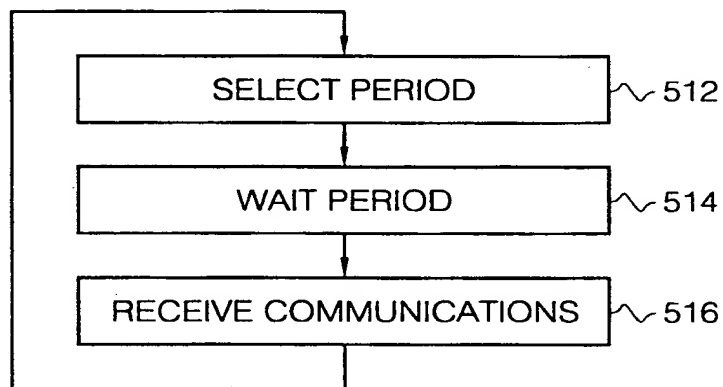 SELECT PERIOD 512
WAIT PERIOD 514
RECEIVE COMMUNICATIONS 516